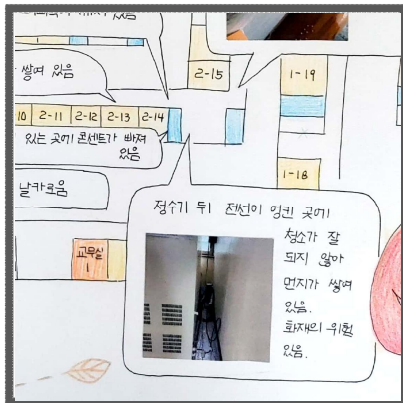 쌓여 있음
2-15
1-19
10 2-11 2-12 2-13 2-14
있는 곳에 콘센트가 빠져
있음
날카로움
1-18
정수기 뒤 전선이 엉킨 곳에
청소가 잘
되지 않아
먼지가 쌓여
있음.
화재의 위험
있음.
교무실
1